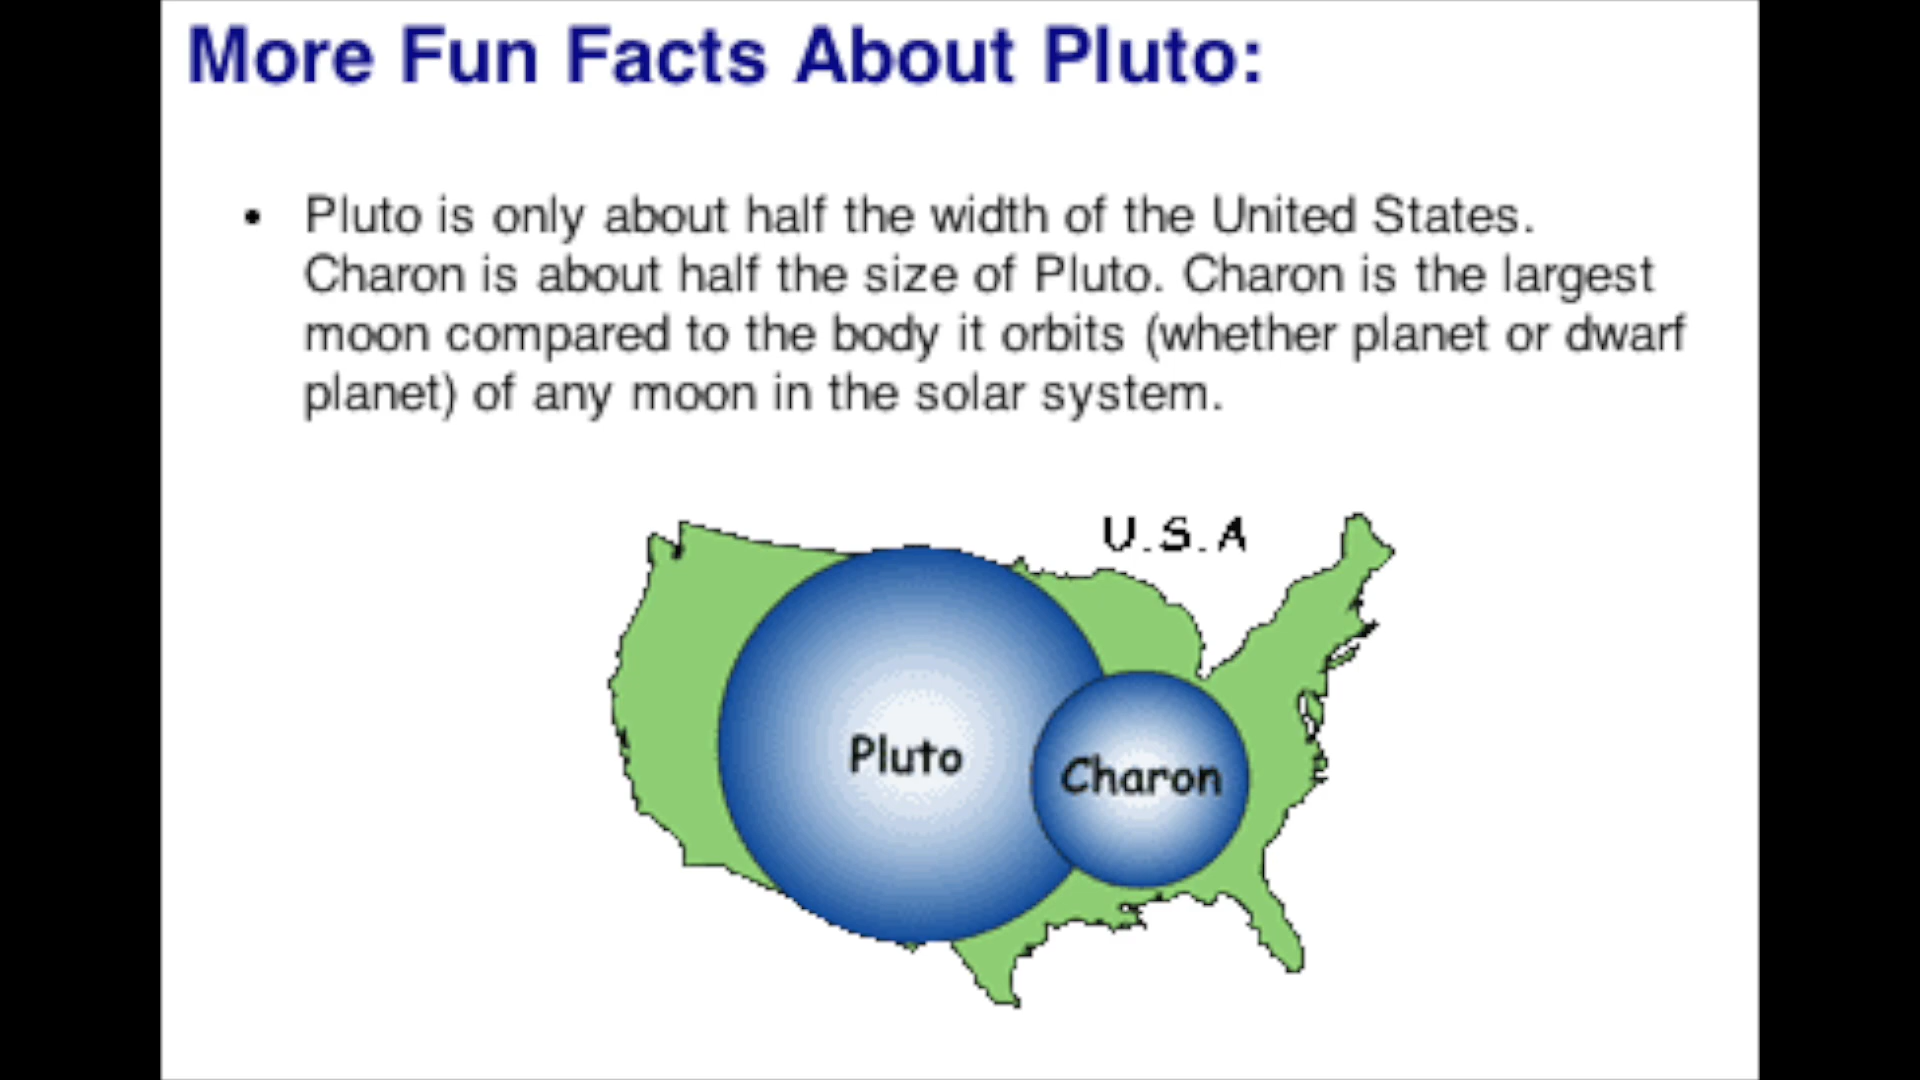 More Fun Facts About Pluto:
• Pluto is only about half the width of the United States.
Charon is about half the size of Pluto. Charon is the largest
moon compared to the body it orbits (whether planet or dwarf
planet) of any moon in the solar system.
U.S.A
Pluto
Charon